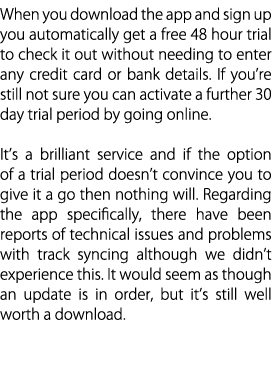 When you download the app and sign up
you automatically get a free 48 hour trial
to check it out without needing to enter
any credit card or bank details. If you’re
still not sure you can activate a further 30
day trial period by going online.

It’s a brilliant service and if the option
of a trial period doesn’t convince you to
give it a go then nothing will. Regarding
the app specifically, there have been
reports of technical issues and problems
with track syncing although we didn’t
experience this. It would seem as though
an update is in order, but it’s still well
worth a download.